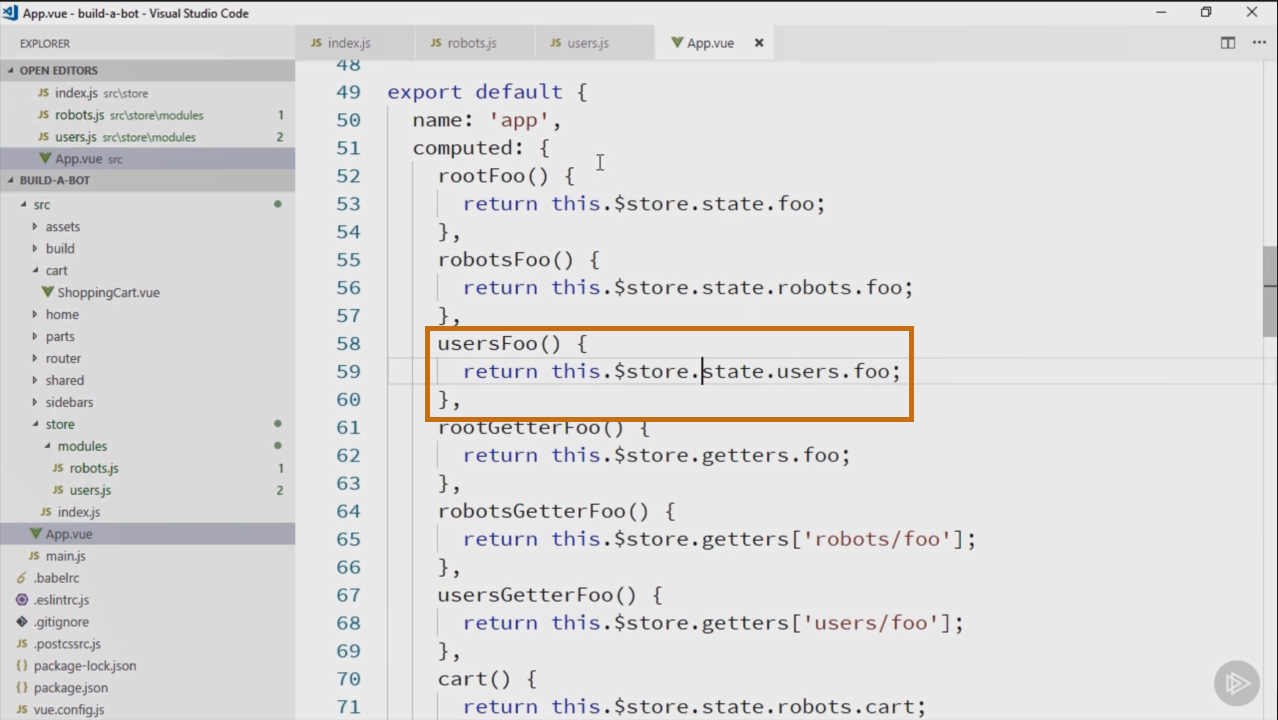 App.vue - build-a-bot - Visual Studio Code
EXPLORER
OPEN EDITORS
JS index.js src\store
JS robots.js src\store\modules 1
JS users.js src\store\modules 2
App.vue src
BUILD-A-BOT
src
assets
build
cart
ShoppingCart.vue
home
parts
router
shared
sidebars
store
modules
JS robots.js 1
JS users.js 2
JS index.js
App.vue
JS main.js
.babelrc
.eslintrc.js
.gitignore
JS .postcssrc.js
{} package-lock.json
{} package.json
JS vue.config.js
JS index.js JS robots.js JS users.js App.vue
48
49 export default {
50 name: 'app',
51 computed: {
52 rootFoo() {
53 return this.$store.state.foo;
54 },
55 robotsFoo() {
56 return this.$store.state.robots.foo;
57 },
58 usersFoo() {
59 return this.$store.state.users.foo;
60 },
61 rootGetterFoo() {
62 return this.$store.getters.foo;
63 },
64 robotsGetterFoo() {
65 return this.$store.getters['robots/foo'];
66 },
67 usersGetterFoo() {
68 return this.$store.getters['users/foo'];
69 },
70 cart() {
71 return this.$store.state.robots.cart;